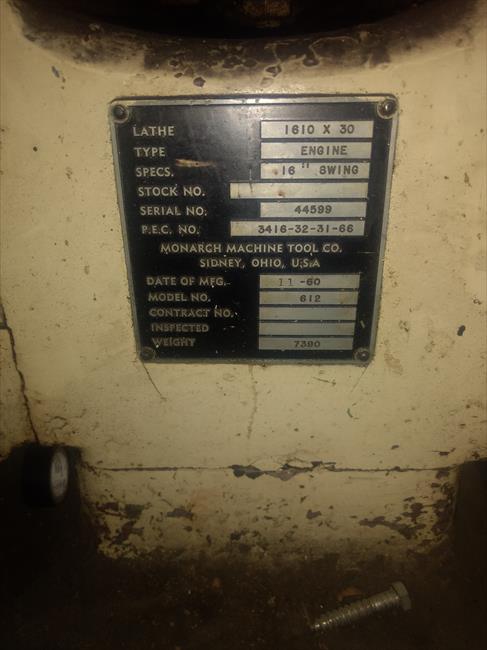 LATHE 1610 X 30
TYPE ENGINE
SPECS. 16" SWING
STOCK NO.
SERIAL NO. 44599
P.E.C. NO. 3416-32-31-66
MONARCH MACHINE TOOL CO.
SIDNEY, OHIO, U.S.A
DATE OF MFG. 11-60
MODEL NO. 612
CONTRACT NO.
INSPECTED
WEIGHT 7390